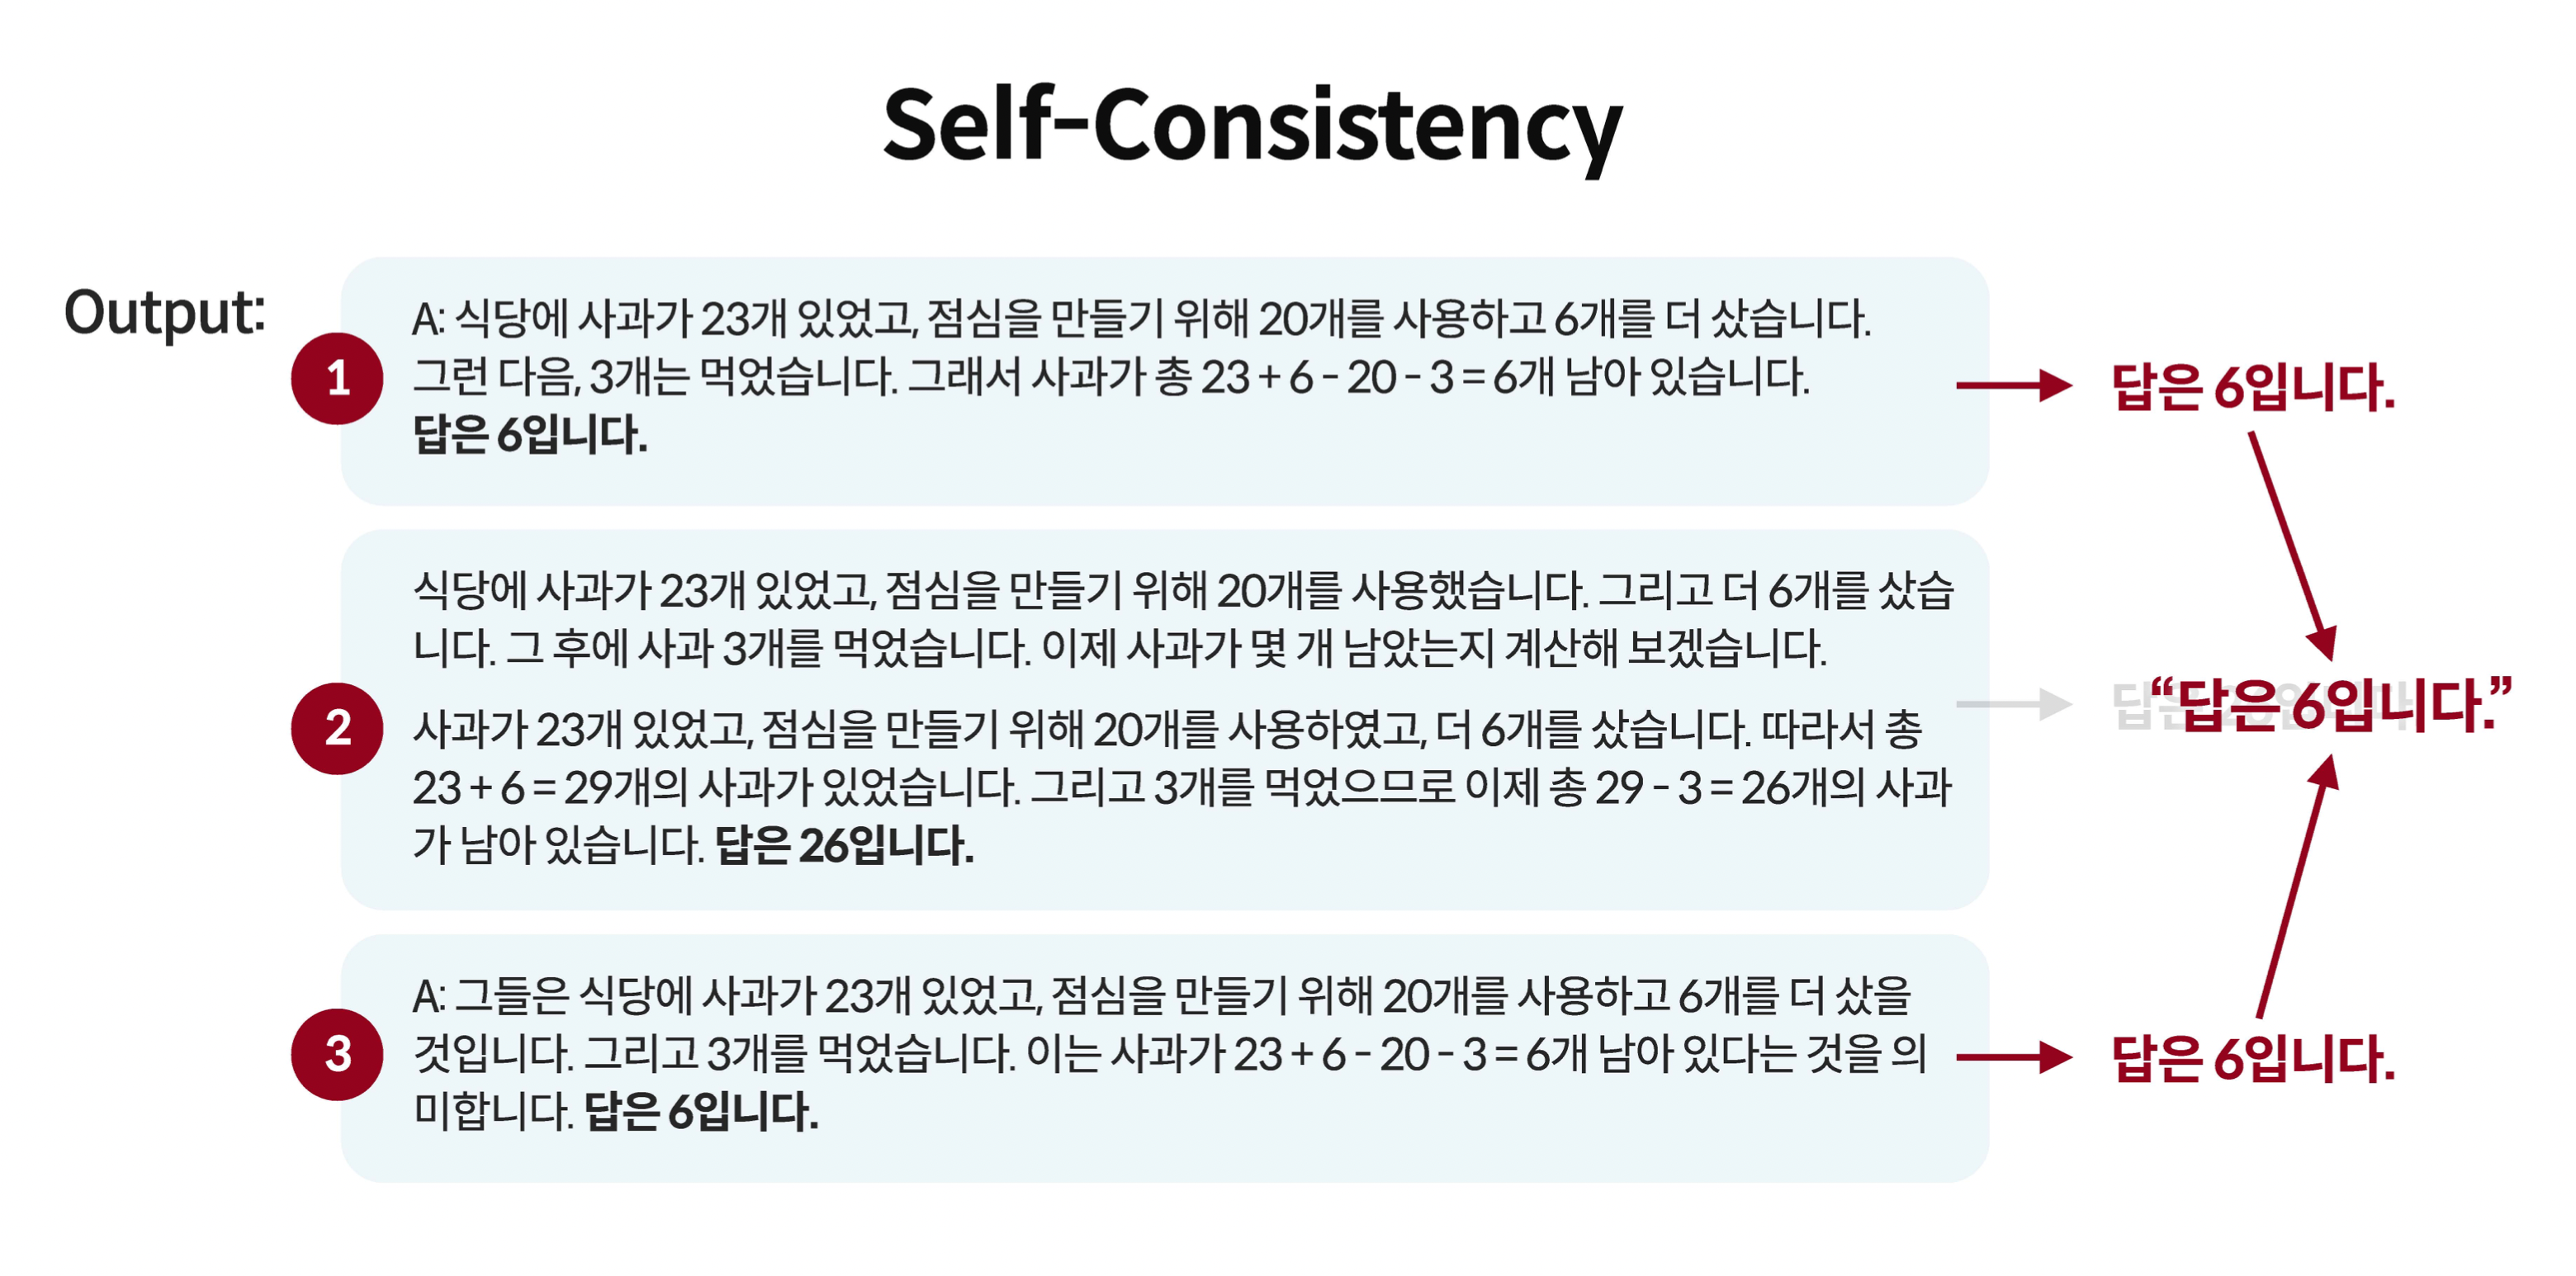 Self-Consistency
Output:
1
A: 식당에 사과가 23개 있었고, 점심을 만들기 위해 20개를 사용하고 6개를 더 샀습니다.
그런 다음, 3개는 먹었습니다. 그래서 사과가 총 23 + 6 - 20 - 3 = 6개 남아 있습니다.
답은 6입니다.
답은 6입니다.
2
식당에 사과가 23개 있었고, 점심을 만들기 위해 20개를 사용했습니다. 그리고 더 6개를 샀습
니다. 그 후에 사과 3개를 먹었습니다. 이제 사과가 몇 개 남았는지 계산해 보겠습니다.
사과가 23개 있었고, 점심을 만들기 위해 20개를 사용하였고, 더 6개를 샀습니다. 따라서 총
23 + 6 = 29개의 사과가 있었습니다. 그리고 3개를 먹었으므로 이제 총 29 - 3 = 26개의 사과
가 남아 있습니다. 답은 26입니다.
“답은 6입니다.”
3
A: 그들은 식당에 사과가 23개 있었고, 점심을 만들기 위해 20개를 사용하고 6개를 더 샀을
것입니다. 그리고 3개를 먹었습니다. 이는 사과가 23 + 6 - 20 - 3 = 6개 남아 있다는 것을 의
미합니다. 답은 6입니다.
답은 6입니다.